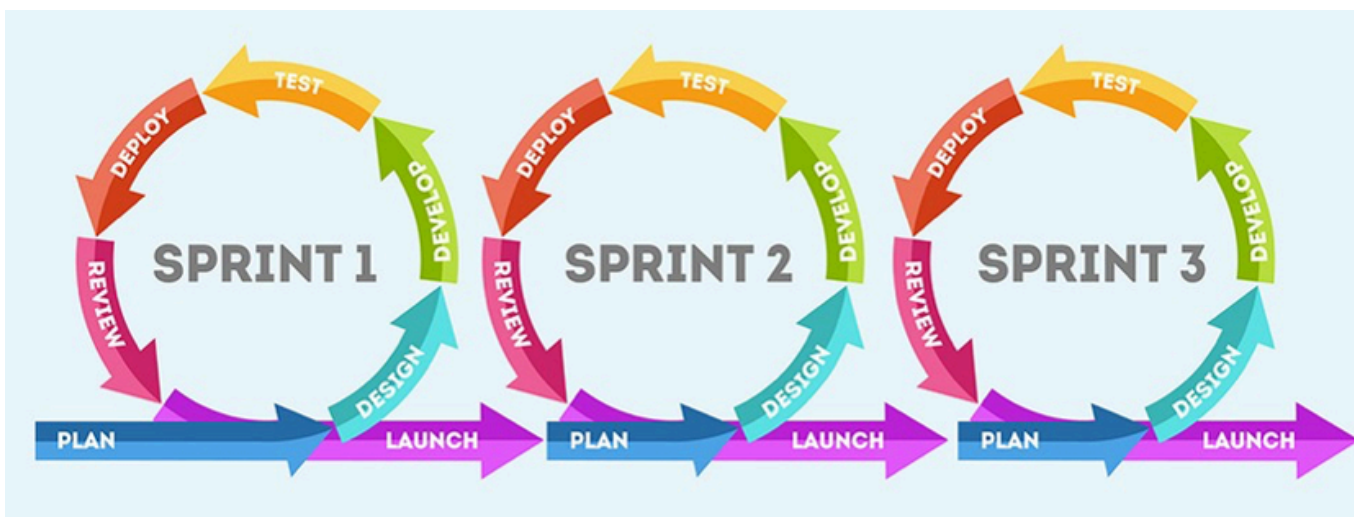 SPRINT 1
PLAN
DESIGN
DEVELOP
TEST
DEPLOY
REVIEW
LAUNCH
SPRINT 2
PLAN
DESIGN
DEVELOP
TEST
DEPLOY
REVIEW
LAUNCH
SPRINT 3
PLAN
DESIGN
DEVELOP
TEST
DEPLOY
REVIEW
LAUNCH